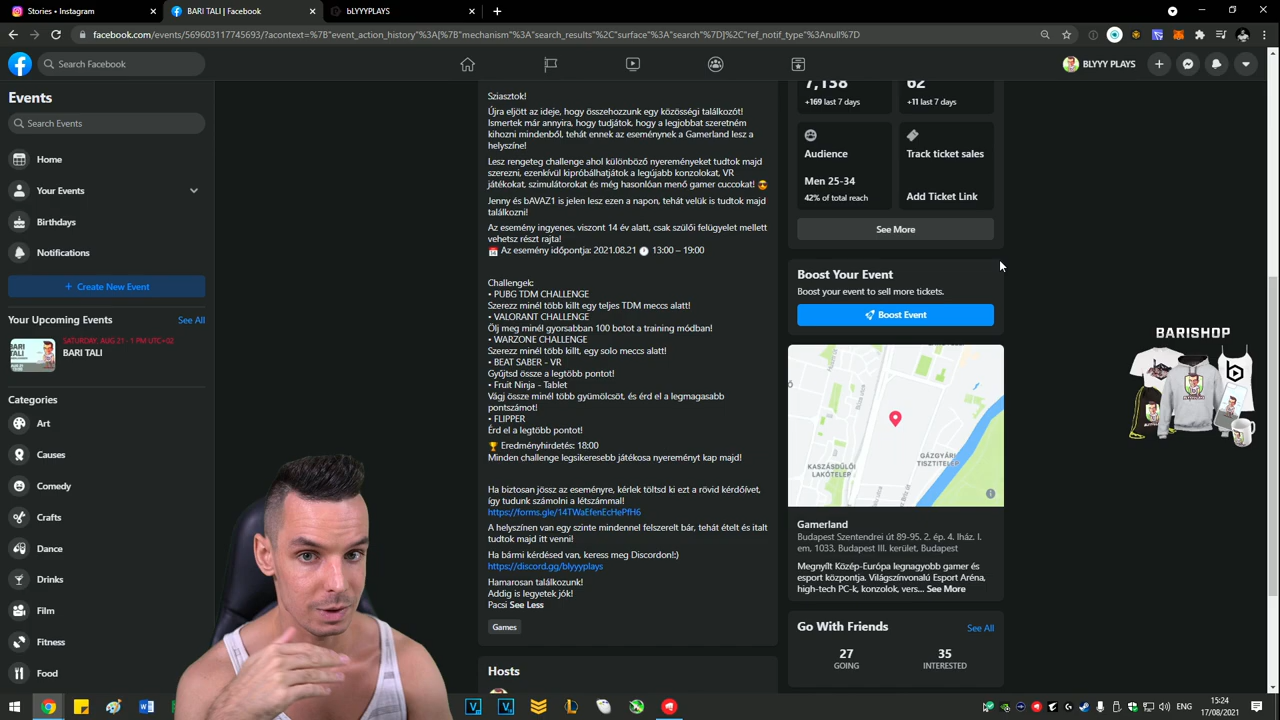 Stories • Instagram
BARI TALI | Facebook
bLYYYPLAYS
facebook.com/events/569603117745693/?acontext=%7B"event_action_history"%3A[%7B"mechanism"%3A"search_results"%2C"surface"%3A"search"%7D]%2C"ref_notif_type"%3Anull%7D
Search Facebook
BLYYY PLAYS
Events
Search Events
Home
Your Events
Birthdays
Notifications
+ Create New Event
Your Upcoming Events
See All
SATURDAY, AUG 21 - 1 PM UTC+02
BARI TALI
Categories
Art
Causes
Comedy
Crafts
Dance
Drinks
Film
Fitness
Food
Sziasztok!
Újra eljött az ideje, hogy összehozzunk egy közösségi találkozót!
Ismertek már annyira, hogy tudjátok, hogy a legjobbat szeretném
kihozni mindenből, tehát ennek az eseménynek a Gamerland lesz a
helyszíne!
Lesz rengeteg challenge ahol különböző nyereményeket tudtok majd
szerezni, ezenkívül kipróbálhatjátok a legújabb konzolokat, VR
játékokat, szimulátorokat és még hasonlóan menő gamer cuccokat! 😎
Jenny és bAVAZ1 is jelen lesz ezen a napon, tehát velük is tudtok majd
találkozni!
Az esemény ingyenes, viszont 14 év alatt, csak szülői felügyelet mellett
vehetsz részt rajta!
📅 Az esemény időpontja: 2021.08.21 🕐 13:00 – 19:00
Challengek:
• PUBG TDM CHALLENGE
Szerezz minél több killt egy teljes TDM meccs alatt!
• VALORANT CHALLENGE
Ölj meg minél gyorsabban 100 botot a training módban!
• WARZONE CHALLENGE
Szerezz minél több killt, egy solo meccs alatt!
• BEAT SABER - VR
Gyűjtsd össze a legtöbb pontot!
• Fruit Ninja - Tablet
Vágj össze minél több gyümölcsöt, és érd el a legmagasabb
pontszámot!
• FLIPPER
Érd el a legtöbb pontot!
🏆 Eredményhirdetés: 18:00
Minden challenge legsikeresebb játékosa nyereményt kap majd!
Ha biztosan jössz az eseményre, kérlek töltsd ki ezt a rövid kérdőívet,
így tudunk számolni a létszámmal!
https://forms.gle/14TWaEfenEcHePfH6
A helyszínen van egy szinte mindennel felszerelt bár, tehát ételt és italt
tudtok majd itt venni!
Ha bármi kérdésed van, keress meg Discordon!:)
https://discord.gg/blyyyplays
Hamarosan találkozunk!
Addig is legyetek jók!
Pacsi See Less
Games
Hosts
7,138
+169 last 7 days
62
+11 last 7 days
Audience
Men 25-34
42% of total reach
Track ticket sales
Add Ticket Link
See More
Boost Your Event
Boost your event to sell more tickets.
Boost Event
KASZÁSDŰLŐI
LAKÓTELEP
GÁZGYÁRI
TISZTITELEP
Gamerland
Budapest Szentendrei út 89-95. 2. ép. 4. lház. I.
em, 1033, Budapest III. kerület, Budapest
Megnyílt Közép-Európa legnagyobb gamer és
esport központja. Világszínvonalú Esport Aréna,
high-tech PC-k, konzolok, vers... See More
Go With Friends
See All
27
GOING
35
INTERESTED
BARISHOP
ENG
15:24
17/08/2021